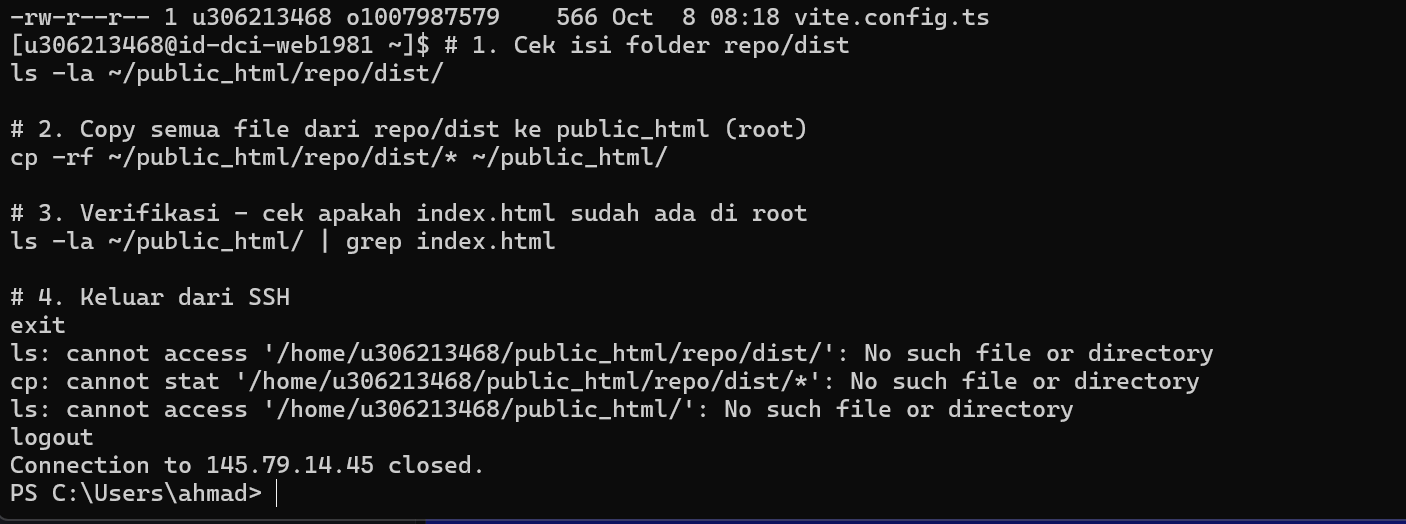 -rw-r--r-- 1 u306213468 o1007987579    566 Oct  8 08:18 vite.config.ts
[u306213468@id-dci-web1981 ~]$ # 1. Cek isi folder repo/dist
ls -la ~/public_html/repo/dist/
# 2. Copy semua file dari repo/dist ke public_html (root)
cp -rf ~/public_html/repo/dist/* ~/public_html/
# 3. Verifikasi - cek apakah index.html sudah ada di root
ls -la ~/public_html/ | grep index.html
# 4. Keluar dari SSH
exit
ls: cannot access '/home/u306213468/public_html/repo/dist/': No such file or directory
cp: cannot stat '/home/u306213468/public_html/repo/dist/*': No such file or directory
ls: cannot access '/home/u306213468/public_html/': No such file or directory
logout
Connection to 145.79.14.45 closed.
PS C:\Users\ahmad>